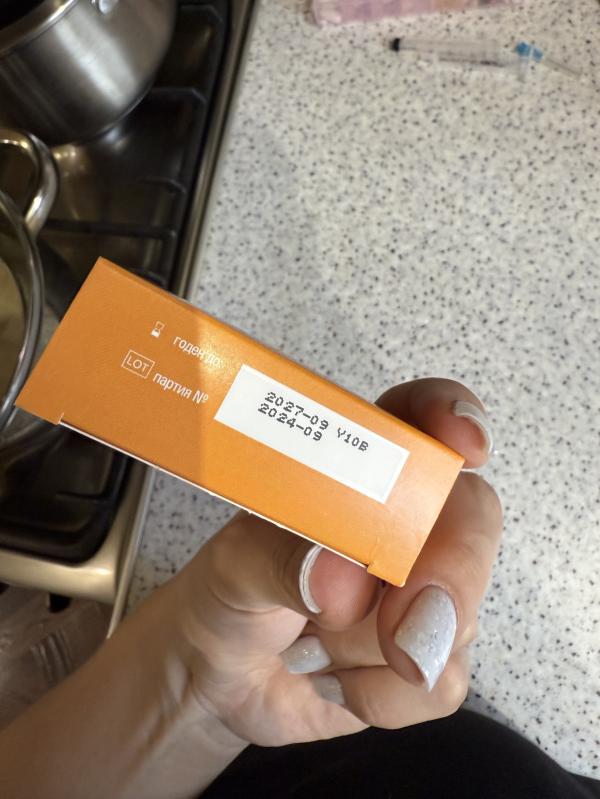 годен до:
LOT партия №
2027-09 Y10B
2024-09